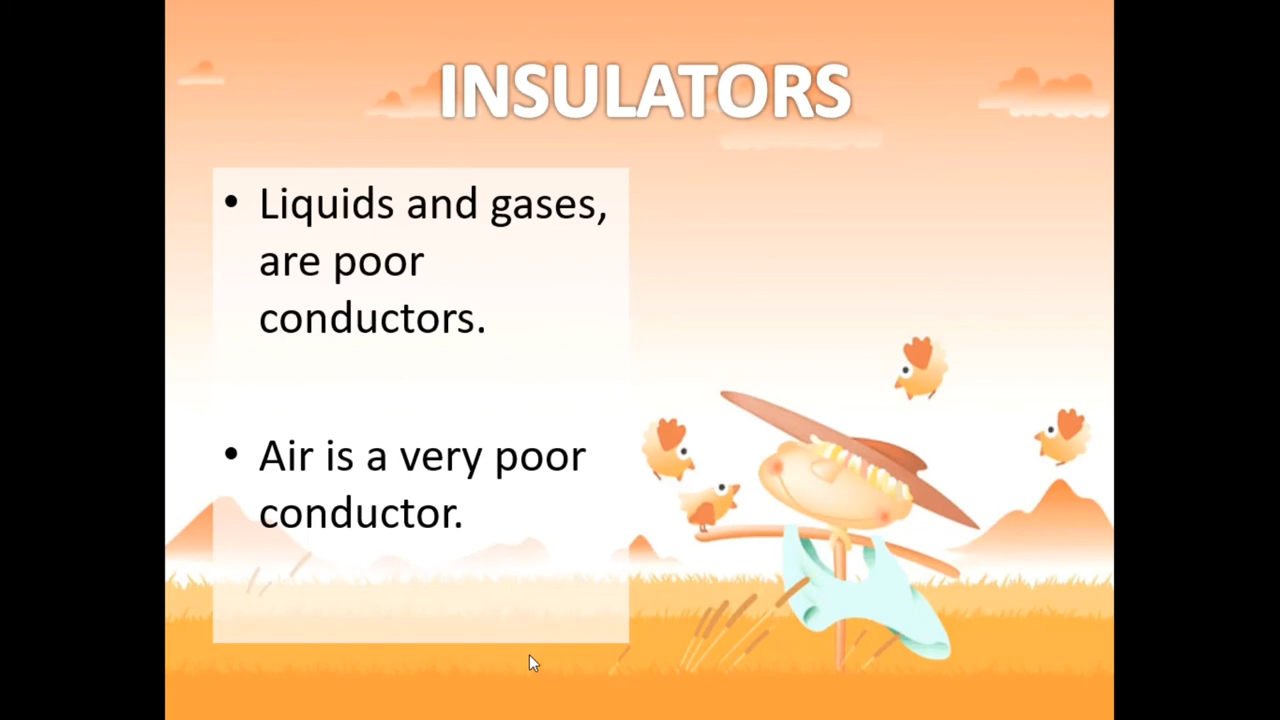 INSULATORS
• Liquids and gases,
are poor
conductors.
• Air is a very poor
conductor.